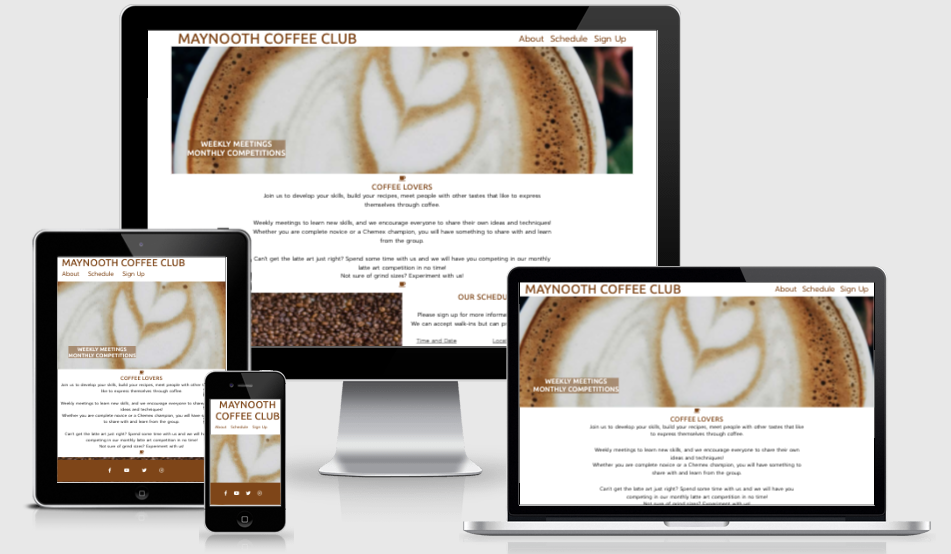 MAYNOOTH COFFEE CLUB
About Schedule Sign Up
WEEKLY MEETINGS
MONTHLY COMPETITIONS
COFFEE LOVERS
Join us to develop your skills, build your recipes, meet people with other tastes that like to express
themselves through coffee.
Weekly meetings to learn new skills, and we encourage everyone to share their own ideas and techniques!
Whether you are complete novice or a Chemex champion, you will have something to share with and learn
from the group.
Can't get the latte art just right? Spend some time with us and we will have you competing in our monthly
latte art competition in no time!
Not sure of grind sizes? Experiment with us!
OUR SCHEDU
Please sign up for more informa
We can accept walk-ins but can p
Time and Date
Loca
MAYNOOTH COFFEE CLUB
About Schedule Sign Up
WEEKLY MEETINGS
MONTHLY COMPETITIONS
COFFEE LOVERS
Join us to develop your skills, build your recipes, meet people with other
like to express themselves through coffee.
Weekly meetings to learn new skills, and we encourage everyone to share
ideas and techniques!
Whether you are complete novice or a Chemex champion, you will have s
to share with and learn from the group.
Can't get the latte art just right? Spend some time with us and we will h
competing in our monthly latte art competition in no time!
Not sure of grind sizes? Experiment with us!
MAYNOOTH
COFFEE CLUB
About Schedule Sign Up
MAYNOOTH COFFEE CLUB
About Schedule Sign Up
WEEKLY MEETINGS
MONTHLY COMPETITIONS
COFFEE LOVERS
Join us to develop your skills, build your recipes, meet people with other tastes that like
to express themselves through coffee.
Weekly meetings to learn new skills, and we encourage everyone to share their own
ideas and techniques!
Whether you are complete novice or a Chemex champion, you will have something to
share with and learn from the group.
Can't get the latte art just right? Spend some time with us and we will have you
competing in our monthly latte art competition in no time!
Not sure of grind sizes? Experiment with us!